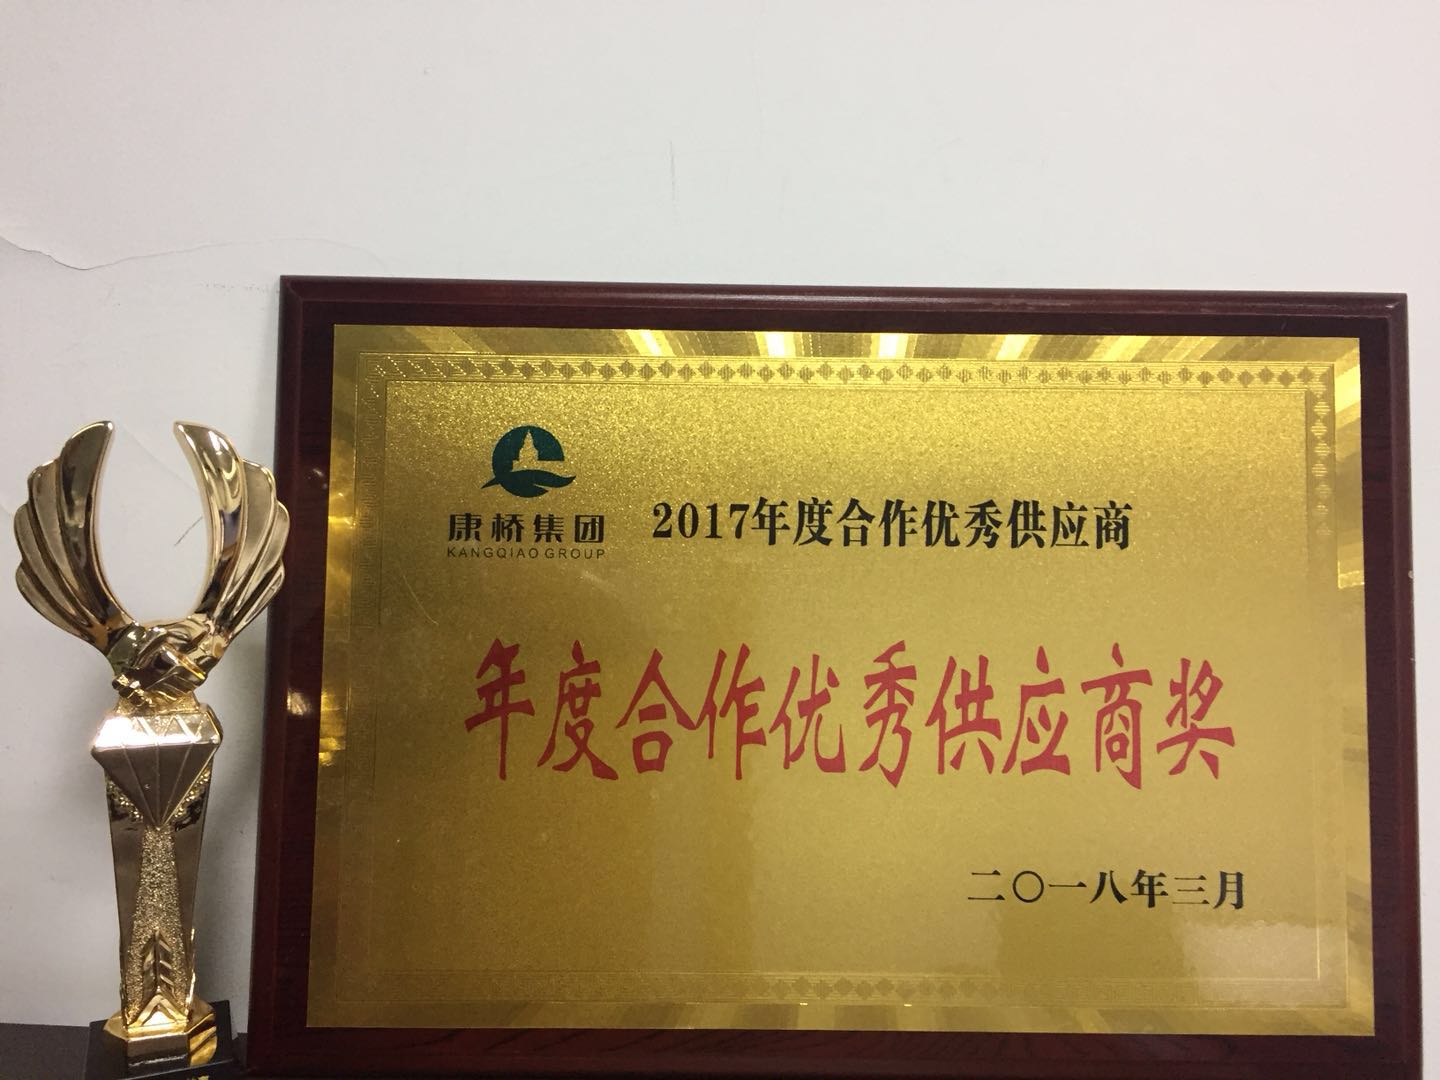 康桥集团
KANGQIAO GROUP
2017年度合作优秀供应商
年度合作优秀供应商奖
二〇一八年三月